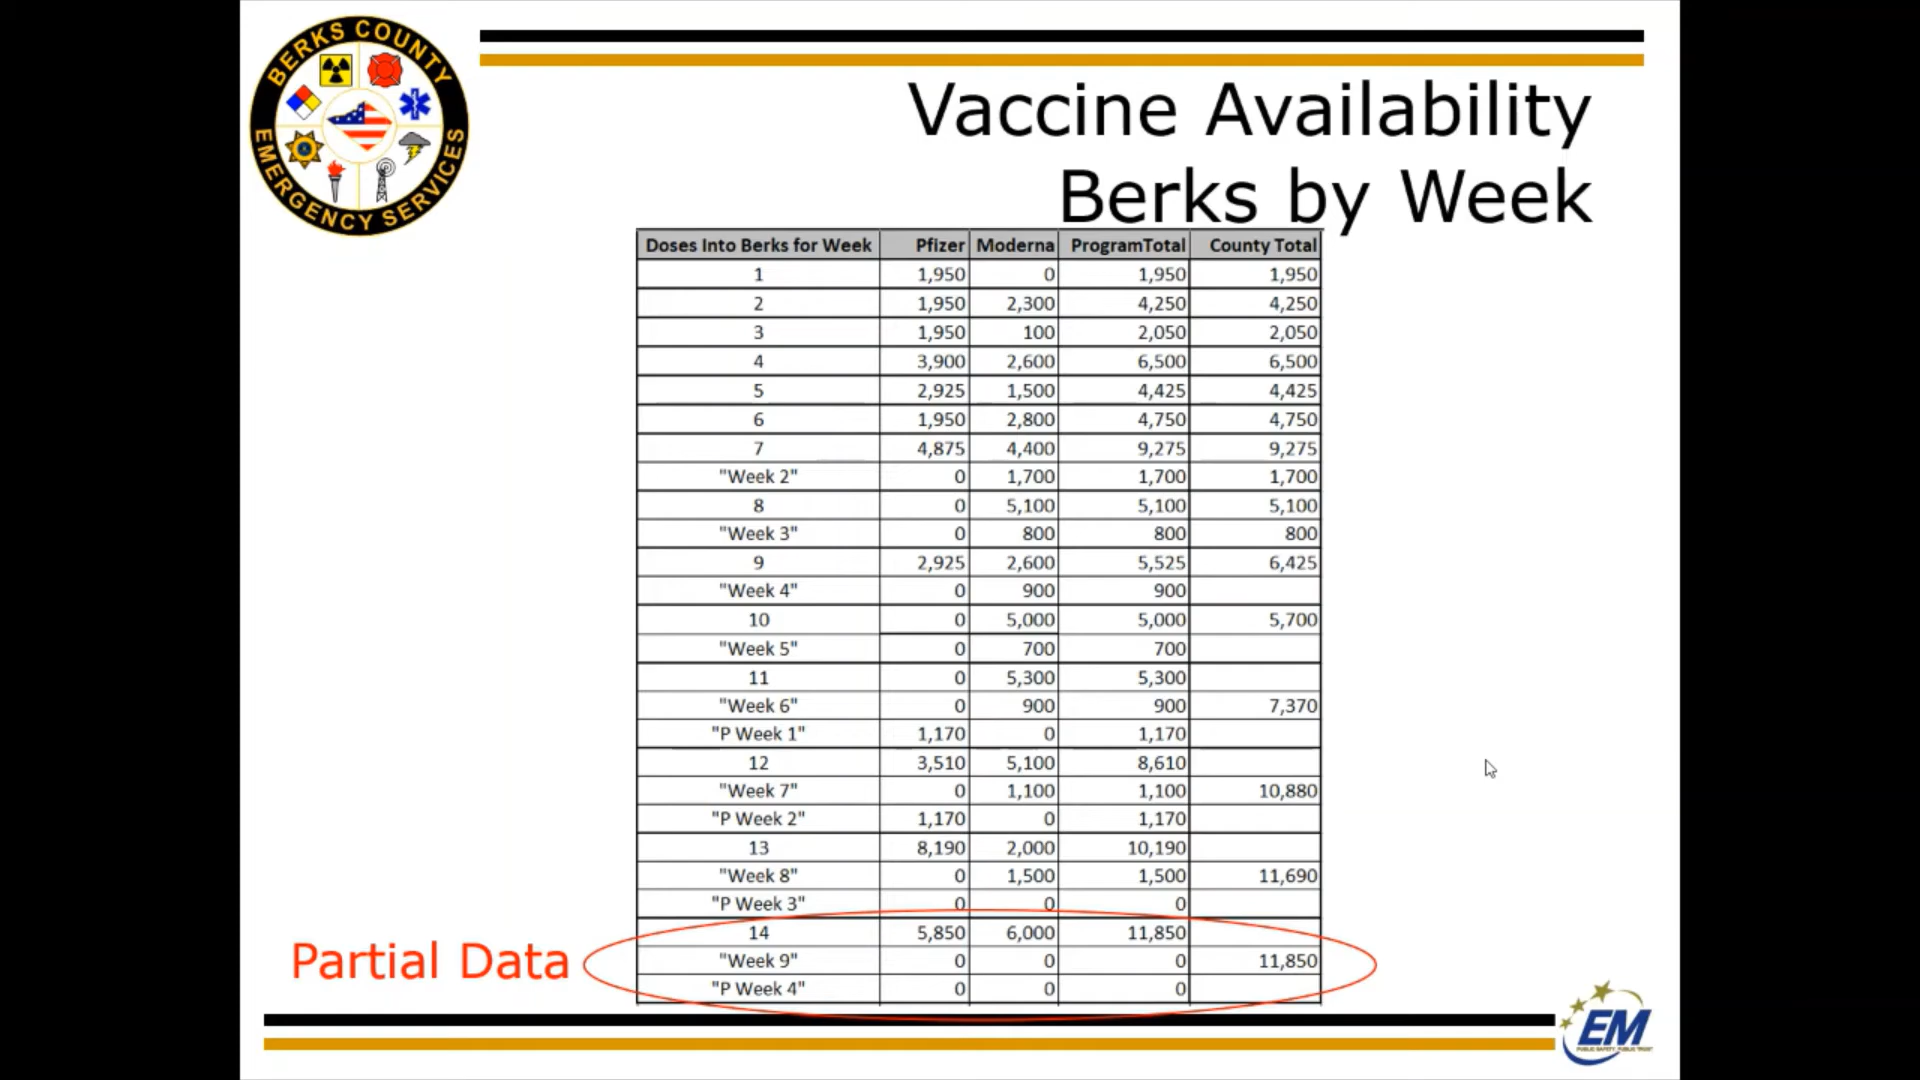 BERKS COUNTY
EMERGENCY SERVICES
Vaccine Availability
Berks by Week
Doses Into Berks for Week Pfizer Moderna ProgramTotal County Total
1 1,950 0 1,950 1,950
2 1,950 2,300 4,250 4,250
3 1,950 100 2,050 2,050
4 3,900 2,600 6,500 6,500
5 2,925 1,500 4,425 4,425
6 1,950 2,800 4,750 4,750
7 4,875 4,400 9,275 9,275
"Week 2" 0 1,700 1,700 1,700
8 0 5,100 5,100 5,100
"Week 3" 0 800 800 800
9 2,925 2,600 5,525 6,425
"Week 4" 0 900 900
10 0 5,000 5,000 5,700
"Week 5" 0 700 700
11 0 5,300 5,300
"Week 6" 0 900 900 7,370
"P Week 1" 1,170 0 1,170
12 3,510 5,100 8,610
"Week 7" 0 1,100 1,100 10,880
"P Week 2" 1,170 0 1,170
13 8,190 2,000 10,190
"Week 8" 0 1,500 1,500 11,690
"P Week 3" 0 0 0
14 5,850 6,000 11,850
Partial Data
"Week 9" 0 0 0 11,850
"P Week 4" 0 0 0
EM
PUBLIC SAFETY, PUBLIC TRUST